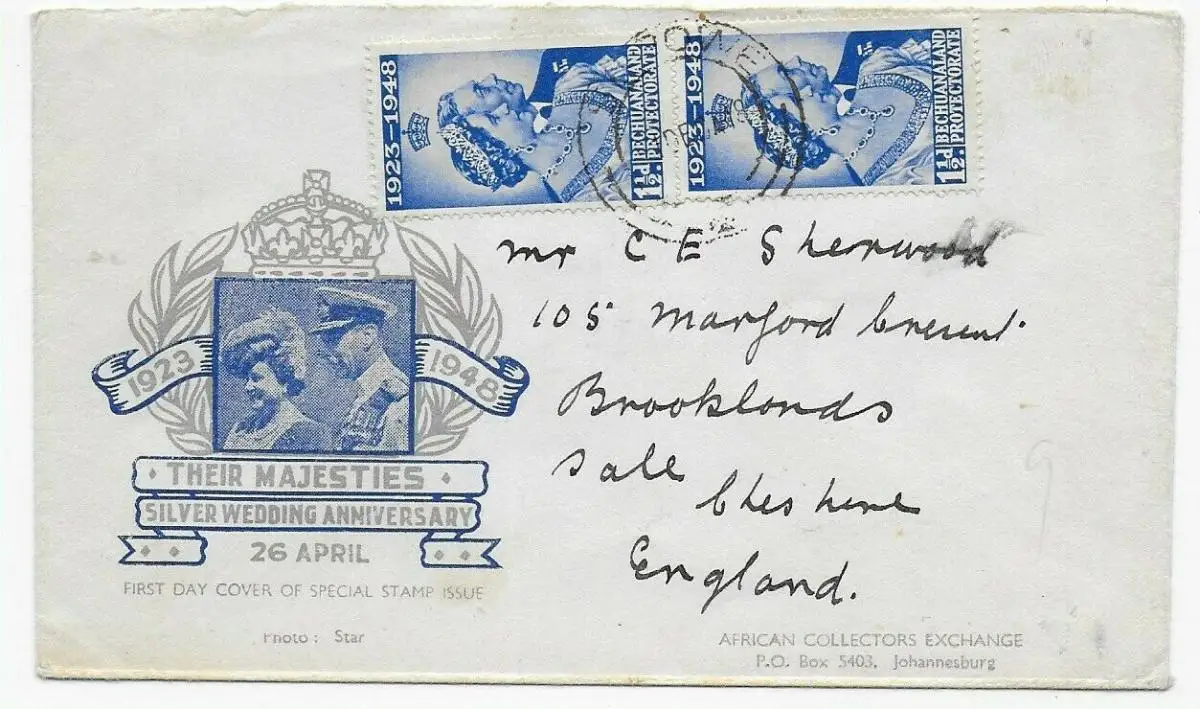 1923–1948
1½d. BECHUANALAND PROTECTORATE
1923–1948
1½d. BECHUANALAND PROTECTORATE
Mr C E Sherwood
105 Marford Crescent.
Brooklands
Sale
Cheshire
England.
1923 1948
THEIR MAJESTIES
SILVER WEDDING ANNIVERSARY
26 APRIL
FIRST DAY COVER OF SPECIAL STAMP ISSUE
Photo: Star
AFRICAN COLLECTORS EXCHANGE
P.O. Box 5403, Johannesburg